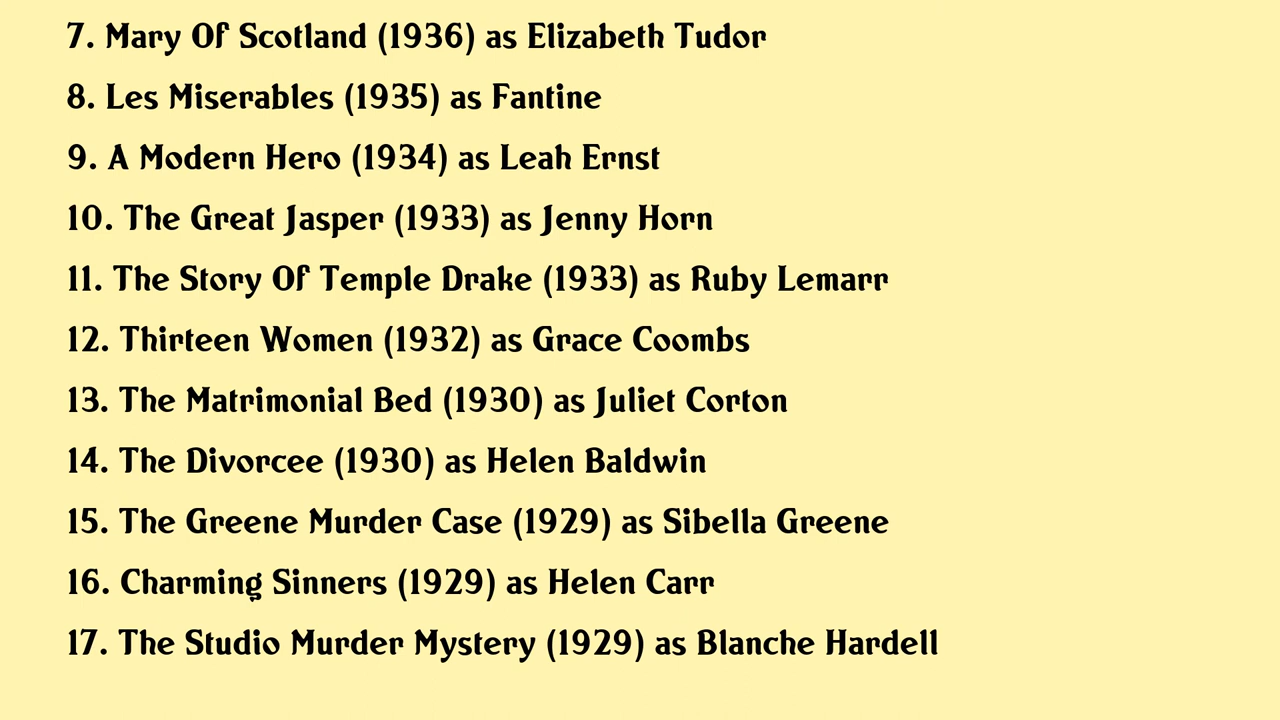 7. Mary Of Scotland (1936) as Elizabeth Tudor
8. Les Miserables (1935) as Fantine
9. A Modern Hero (1934) as Leah Ernst
10. The Great Jasper (1933) as Jenny Horn
11. The Story Of Temple Drake (1933) as Ruby Lemarr
12. Thirteen Women (1932) as Grace Coombs
13. The Matrimonial Bed (1930) as Juliet Corton
14. The Divorcee (1930) as Helen Baldwin
15. The Greene Murder Case (1929) as Sibella Greene
16. Charming Sinners (1929) as Helen Carr
17. The Studio Murder Mystery (1929) as Blanche Hardell